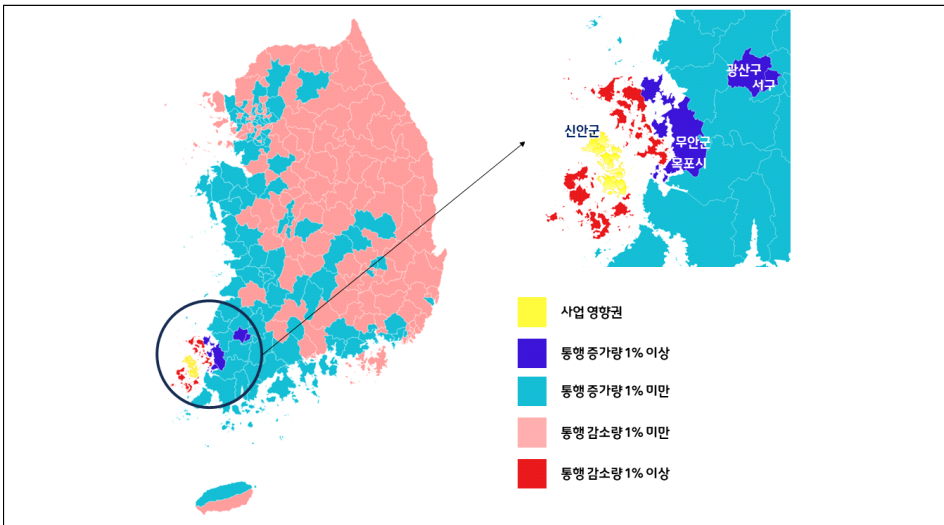 광산구
서구
신안군
무안군
목포시
사업 영향권
통행 증가량 1% 이상
통행 증가량 1% 미만
통행 감소량 1% 미만
통행 감소량 1% 이상